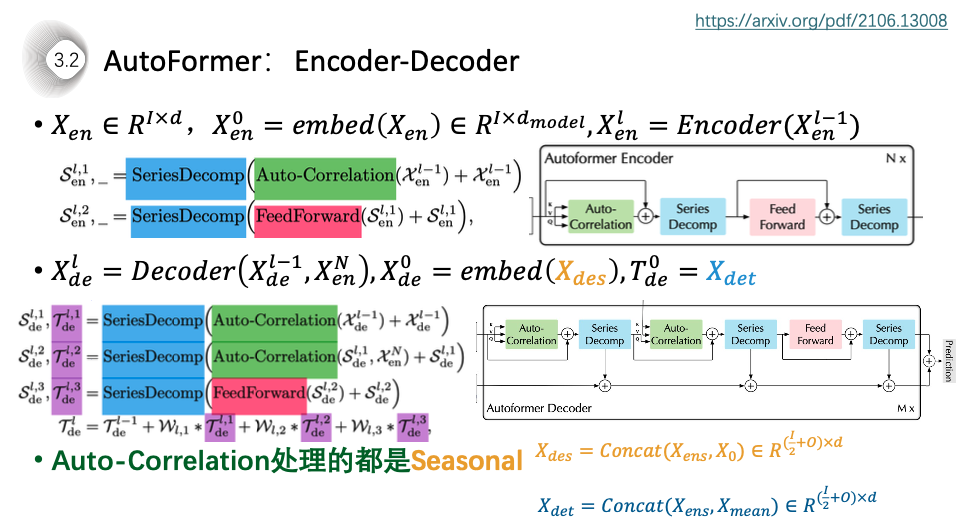 https://arxiv.org/pdf/2106.13008
3.2 AutoFormer： Encoder-Decoder
• $X_{en} \in R^{I \times d}$，$X_{en}^{0} = embed(X_{en}) \in R^{I \times d_{model}}, X_{en}^{l} = Encoder(X_{en}^{l-1})$
$\mathcal{S}_{en}^{l,1}, \_ = \text{SeriesDecomp}(\text{Auto-Correlation}(\mathcal{X}_{en}^{l-1}) + \mathcal{X}_{en}^{l-1})$
$\mathcal{S}_{en}^{l,2}, \_ = \text{SeriesDecomp}(\text{FeedForward}(\mathcal{S}_{en}^{l,1}) + \mathcal{S}_{en}^{l,1}),$
Autoformer Encoder
N x
K
V
Q
Auto-Correlation
+
Series Decomp
Feed Forward
+
Series Decomp
• $X_{de}^{l} = Decoder(X_{de}^{l-1}, X_{en}^{N}), X_{de}^{0} = embed(X_{des}), T_{de}^{0} = X_{det}$
$\mathcal{S}_{de}^{l,1}, \mathcal{T}_{de}^{l,1} = \text{SeriesDecomp}(\text{Auto-Correlation}(\mathcal{X}_{de}^{l-1}) + \mathcal{X}_{de}^{l-1})$
$\mathcal{S}_{de}^{l,2}, \mathcal{T}_{de}^{l,2} = \text{SeriesDecomp}(\text{Auto-Correlation}(\mathcal{S}_{de}^{l,1}, \mathcal{X}_{en}^{N}) + \mathcal{S}_{de}^{l,1})$
$\mathcal{S}_{de}^{l,3}, \mathcal{T}_{de}^{l,3} = \text{SeriesDecomp}(\text{FeedForward}(\mathcal{S}_{de}^{l,2}) + \mathcal{S}_{de}^{l,2})$
$\mathcal{T}_{de}^{l} = \mathcal{T}_{de}^{l-1} + \mathcal{W}_{l,1} * \mathcal{T}_{de}^{l,1} + \mathcal{W}_{l,2} * \mathcal{T}_{de}^{l,2} + \mathcal{W}_{l,3} * \mathcal{T}_{de}^{l,3},$
K
V
Q
Auto-Correlation
+
Series Decomp
K
V
Q
Auto-Correlation
+
Series Decomp
Feed Forward
+
Series Decomp
+
+
+
+
Prediction
Autoformer Decoder
M x
• Auto-Correlation处理的都是Seasonal
$X_{des} = Concat(X_{ens}, X_{0}) \in R^{(\frac{I}{2}+O) \times d}$
$X_{det} = Concat(X_{ens}, X_{mean}) \in R^{(\frac{I}{2}+O) \times d}$